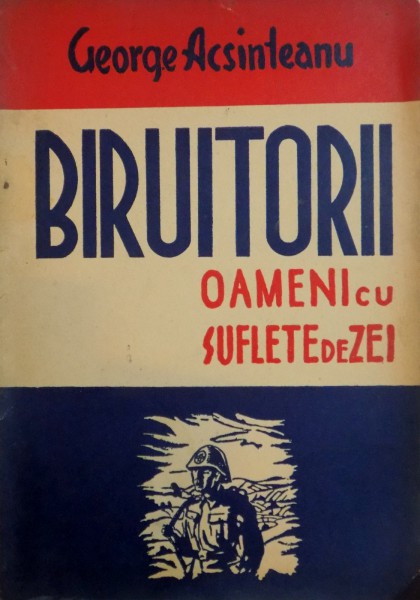 George Acsinteanu
BIRUITORII
OAMENI cu
SUFLETE DE ZEI